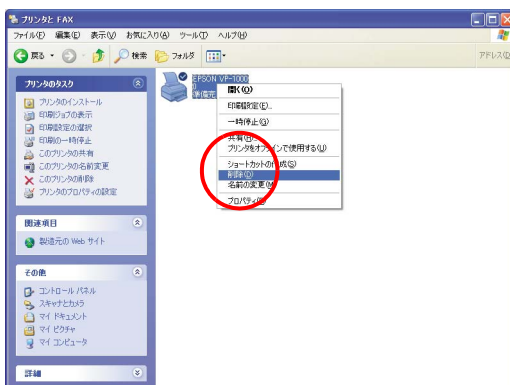 プリンタと FAX
ファイル(F) 編集(E) 表示(V) お気に入り(A) ツール(T) ヘルプ(H)
戻る 検索 フォルダ
アドレス(D)
プリンタのタスク
プリンタのインストール
印刷ジョブの表示
印刷設定の選択
印刷の一時停止
このプリンタの共有
このプリンタの名前変更
このプリンタの削除
プリンタのプロパティの設定
関連項目
製造元の Web サイト
その他
コントロール パネル
スキャナとカメラ
マイ ドキュメント
マイ ピクチャ
マイ コンピュータ
詳細
EPSON VP-1000
0
準備完
開く(O)
印刷設定(E)...
一時停止(G)
共有(H)...
プリンタをオフラインで使用する(U)
ショートカットの作成(S)
削除(D)
名前の変更(M)
プロパティ(R)